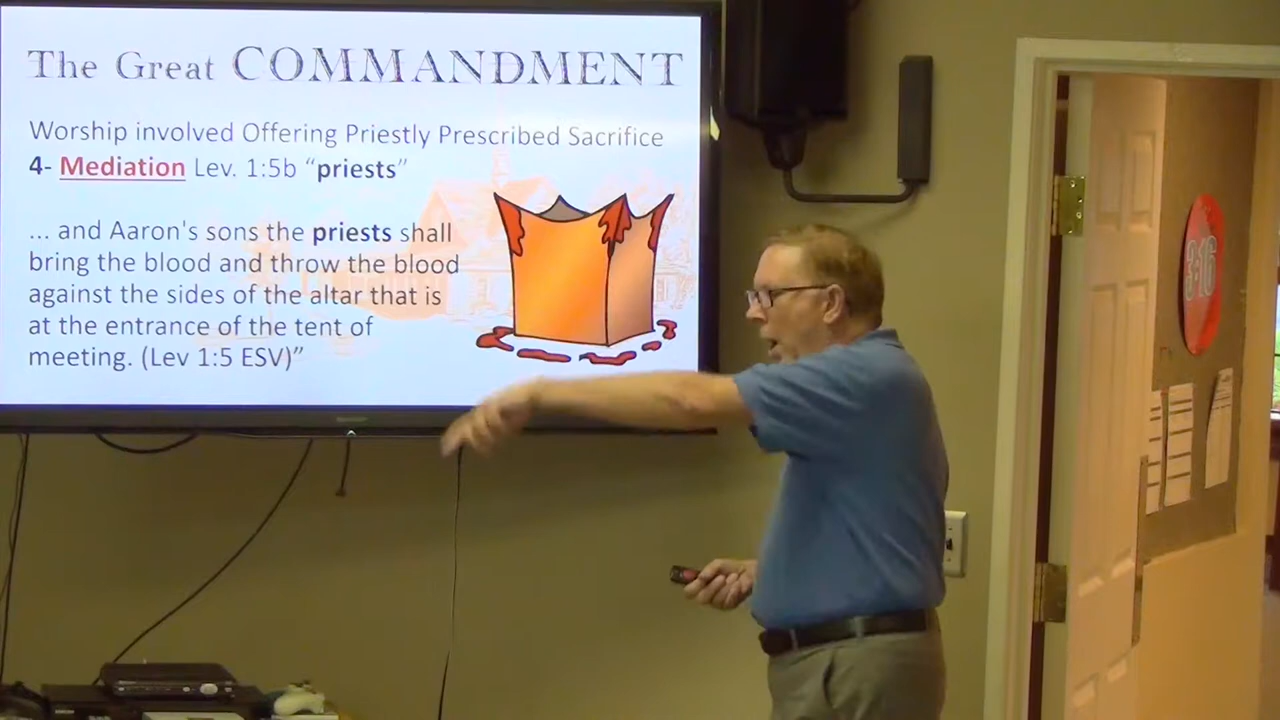 The Great COMMANDMENT
Worship involved Offering Priestly Prescribed Sacrifice
4- Mediation Lev. 1:5b “priests”
... and Aaron's sons the priests shall
bring the blood and throw the blood
against the sides of the altar that is
at the entrance of the tent of
meeting. (Lev 1:5 ESV)”
3:16